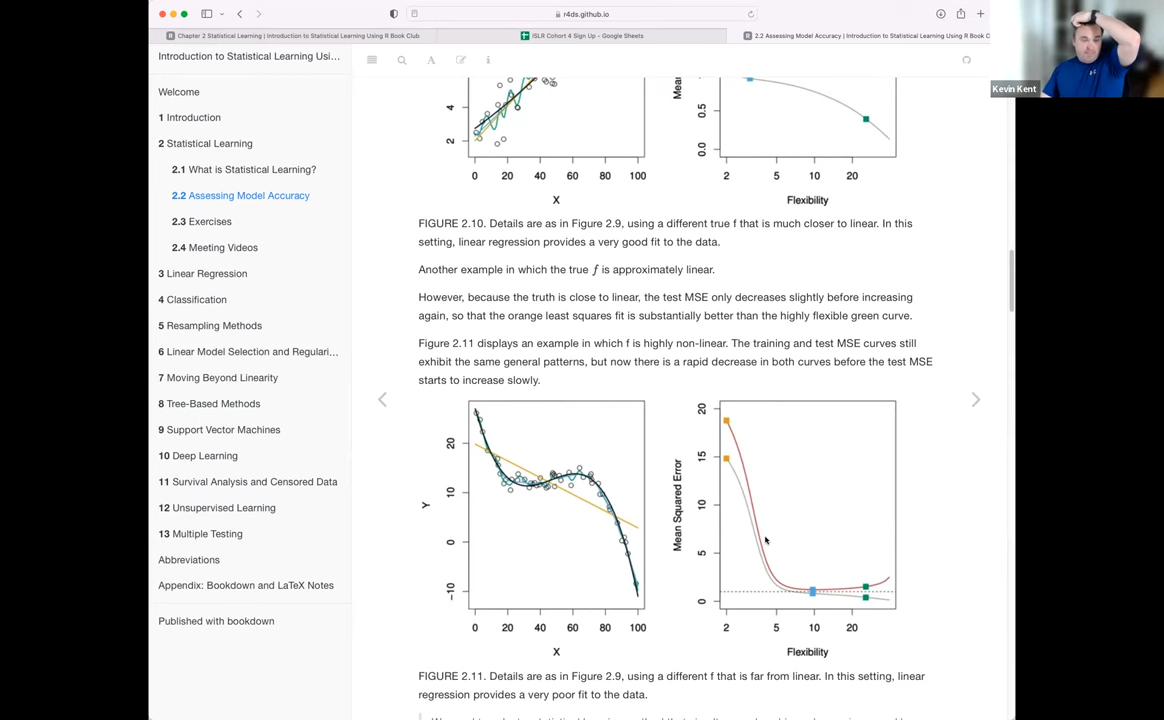 r4ds.github.io
Chapter 2 Statistical Learning | Introduction to Statistical Learning Using R Book Club
ISLR Cohort 4 Sign Up - Google Sheets
2.2 Assessing Model Accuracy | Introduction to Statistical Learning Using R Book C
Kevin Kent
Introduction to Statistical Learning Usi...
Welcome
1 Introduction
2 Statistical Learning
2.1 What is Statistical Learning?
2.2 Assessing Model Accuracy
2.3 Exercises
2.4 Meeting Videos
3 Linear Regression
4 Classification
5 Resampling Methods
6 Linear Model Selection and Regulari...
7 Moving Beyond Linearity
8 Tree-Based Methods
9 Support Vector Machines
10 Deep Learning
11 Survival Analysis and Censored Data
12 Unsupervised Learning
13 Multiple Testing
Abbreviations
Appendix: Bookdown and LaTeX Notes
Published with bookdown
4
2
0 20 40 60 80 100
X
Mea
0.5
0.0
2 5 10 20
Flexibility
FIGURE 2.10. Details are as in Figure 2.9, using a different true f that is much closer to linear. In this
setting, linear regression provides a very good fit to the data.
Another example in which the true f is approximately linear.
However, because the truth is close to linear, the test MSE only decreases slightly before increasing
again, so that the orange least squares fit is substantially better than the highly flexible green curve.
Figure 2.11 displays an example in which f is highly non-linear. The training and test MSE curves still
exhibit the same general patterns, but now there is a rapid decrease in both curves before the test MSE
starts to increase slowly.
Y
20
10
0
-10
0 20 40 60 80 100
X
Mean Squared Error
20
15
10
5
0
2 5 10 20
Flexibility
FIGURE 2.11. Details are as in Figure 2.9, using a different f that is far from linear. In this setting, linear
regression provides a very poor fit to the data.